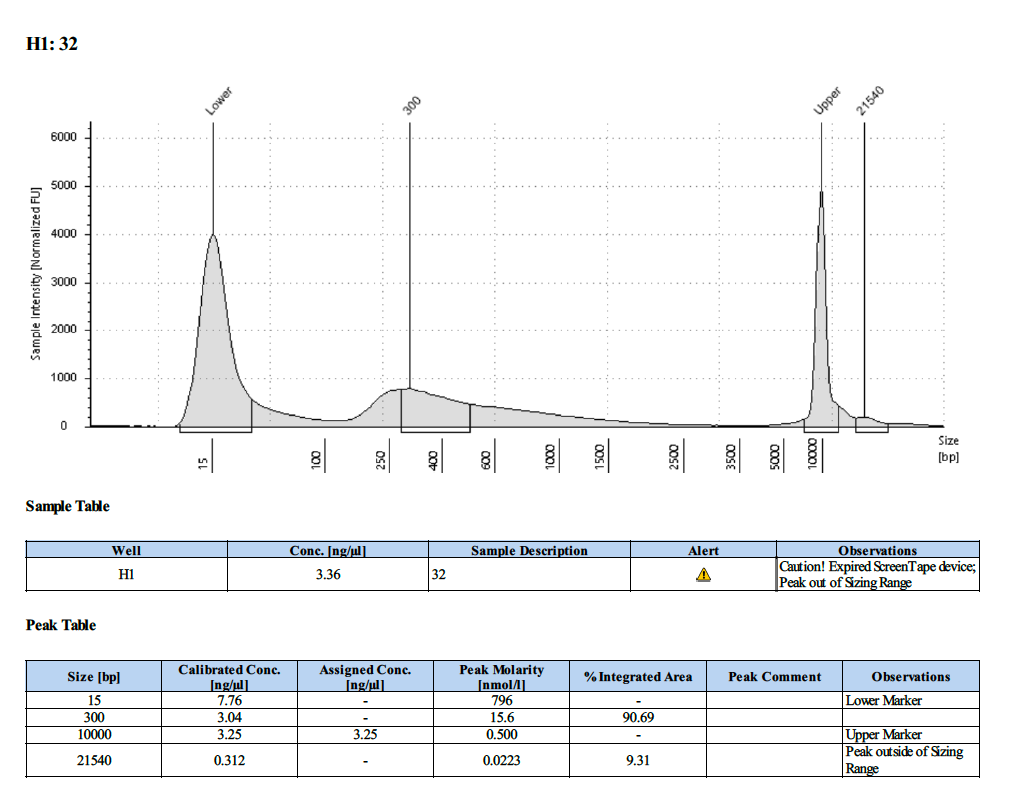 H1: 32
Lower
300
Upper
21540
Sample Intensity [Normalized FU]
6000
5000
4000
3000
2000
1000
0
15
100
250
400
600
1000
1500
2500
3500
5000
10000
Size
[bp]
Sample Table
Well Conc. [ng/µl] Sample Description Alert Observations
H1 3.36 32 Caution! Expired ScreenTape device;
Peak out of Sizing Range
Peak Table
Size [bp] Calibrated Conc. [ng/µl] Assigned Conc. [ng/µl] Peak Molarity [nmol/l] % Integrated Area Peak Comment Observations
15 7.76 - 796 - Lower Marker
300 3.04 - 15.6 90.69
10000 3.25 3.25 0.500 - Upper Marker
21540 0.312 - 0.0223 9.31 Peak outside of Sizing
Range